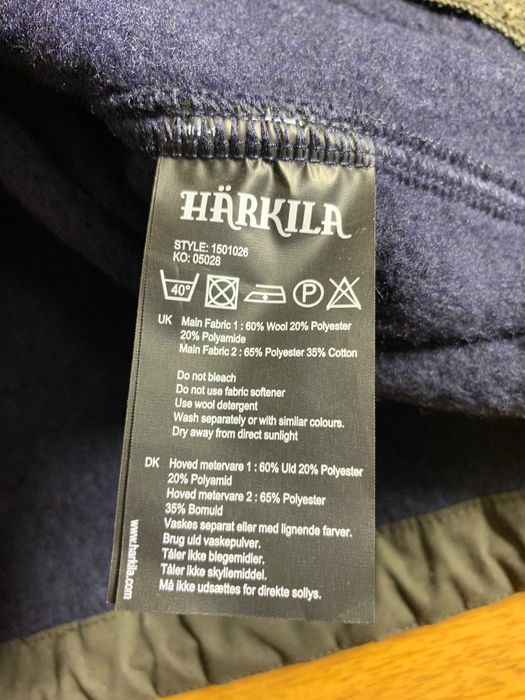 HÄRKILA
STYLE: 1501026
KO: 05028
40°
P
UK Main Fabric 1 : 60% Wool 20% Polyester
20% Polyamide
Main Fabric 2 : 65% Polyester 35% Cotton
Do not bleach
Do not use fabric softener
Use wool detergent
Wash separately or with similar colours.
Dry away from direct sunlight
DK Hoved metervare 1 : 60% Uld 20% Polyester
20% Polyamid
Hoved metervare 2 : 65% Polyester
35% Bomuld
Vaskes separat eller med lignende farver.
Brug uld vaskepulver.
Tåler ikke blegemidler.
Tåler ikke skyllemiddel.
Må ikke udsættes for direkte sollys.
www.harkila.com